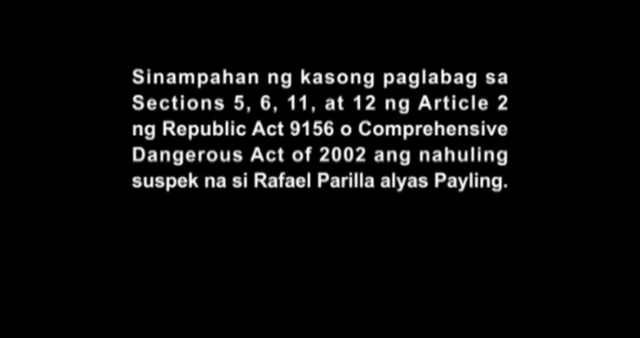 Sinampahan ng kasong paglabag sa
Sections 5, 6, 11, at 12 ng Article 2
ng Republic Act 9156 o Comprehensive
Dangerous Act of 2002 ang nahuling
suspek na si Rafael Parilla alyas Payling.